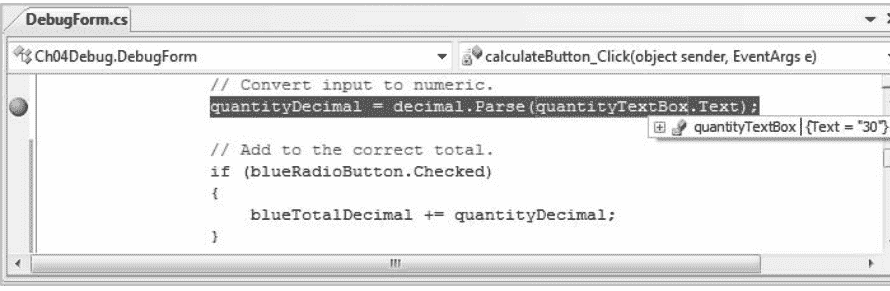 DebugForm.cs
Ch04Debug.DebugForm calculateButton_Click(object sender, EventArgs e)
// Convert input to numeric.
quantityDecimal = decimal.Parse(quantityTextBox.Text);
quantityTextBox {Text = "30"}
// Add to the correct total.
if (blueRadioButton.Checked)
{
blueTotalDecimal += quantityDecimal;
}